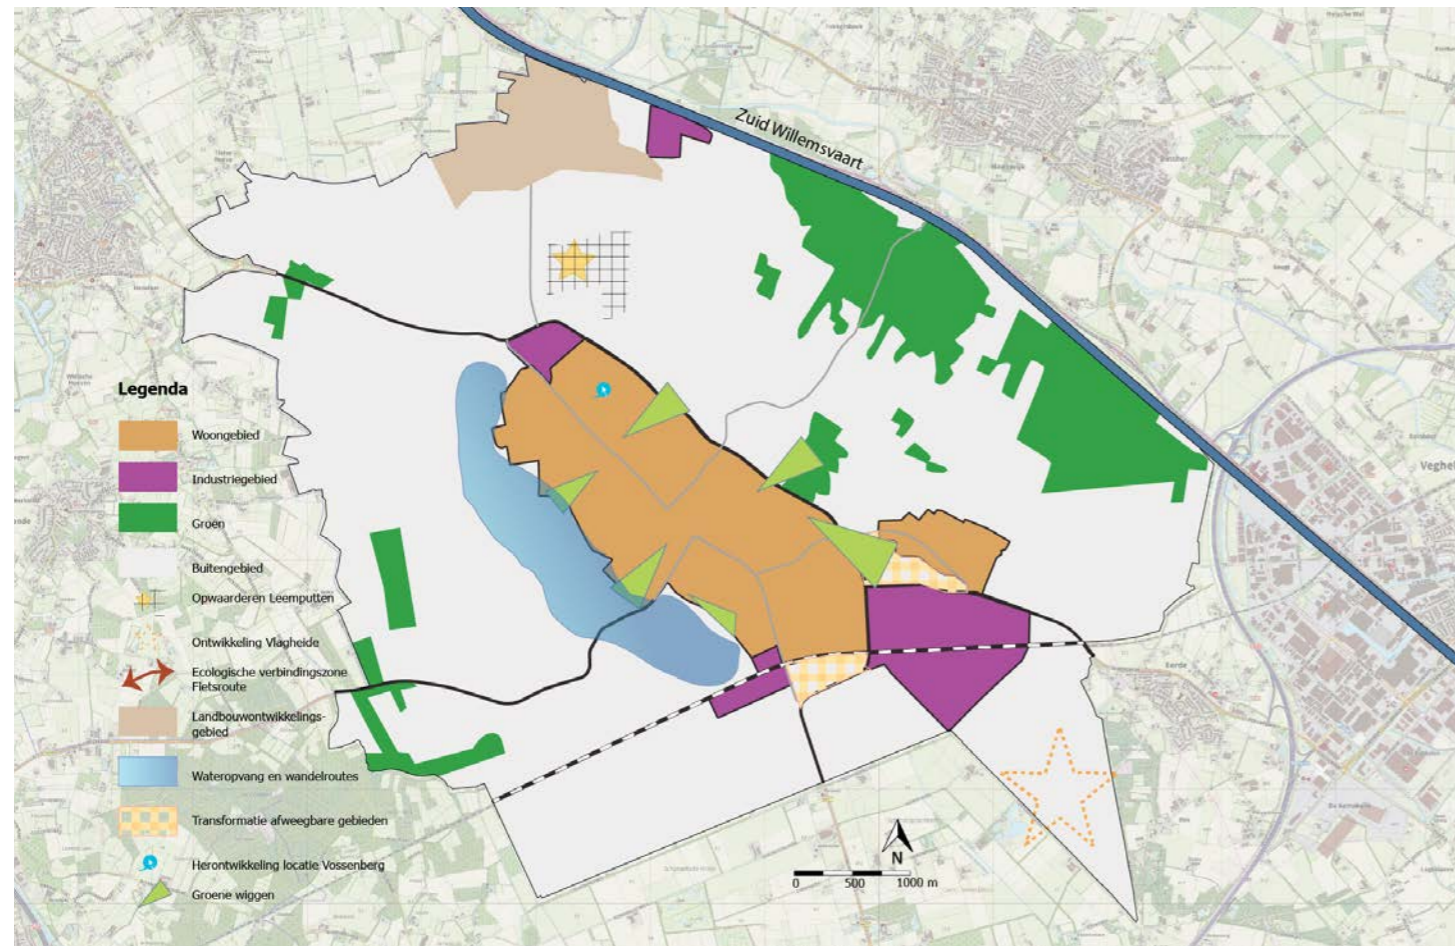 Zuid Willemsvaart
Legenda
Woongebied
Industriegebied
Groen
Buitengebied
Opwaarderen Leemputten
Ontwikkeling Vlagheide
Ecologische verbindingszone
Fietsroute
Landbouwontwikkelings-
gebied
Wateropvang en wandelroutes
Transformatie afweegbare gebieden
Herontwikkeling locatie Vossenberg
Groene wiggen
N
0 500 1000 m
Eerde
Veghel